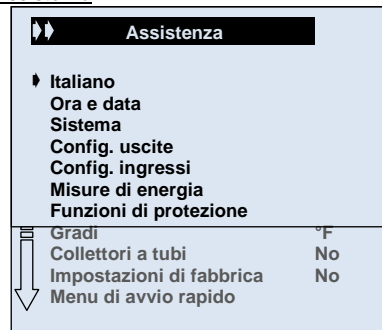 Assistenza
Italiano
Ora e data
Sistema
Config. uscite
Config. ingressi
Misure di energia
Funzioni di protezione
Gradi °F
Collettori a tubi No
Impostazioni di fabbrica No
Menu di avvio rapido